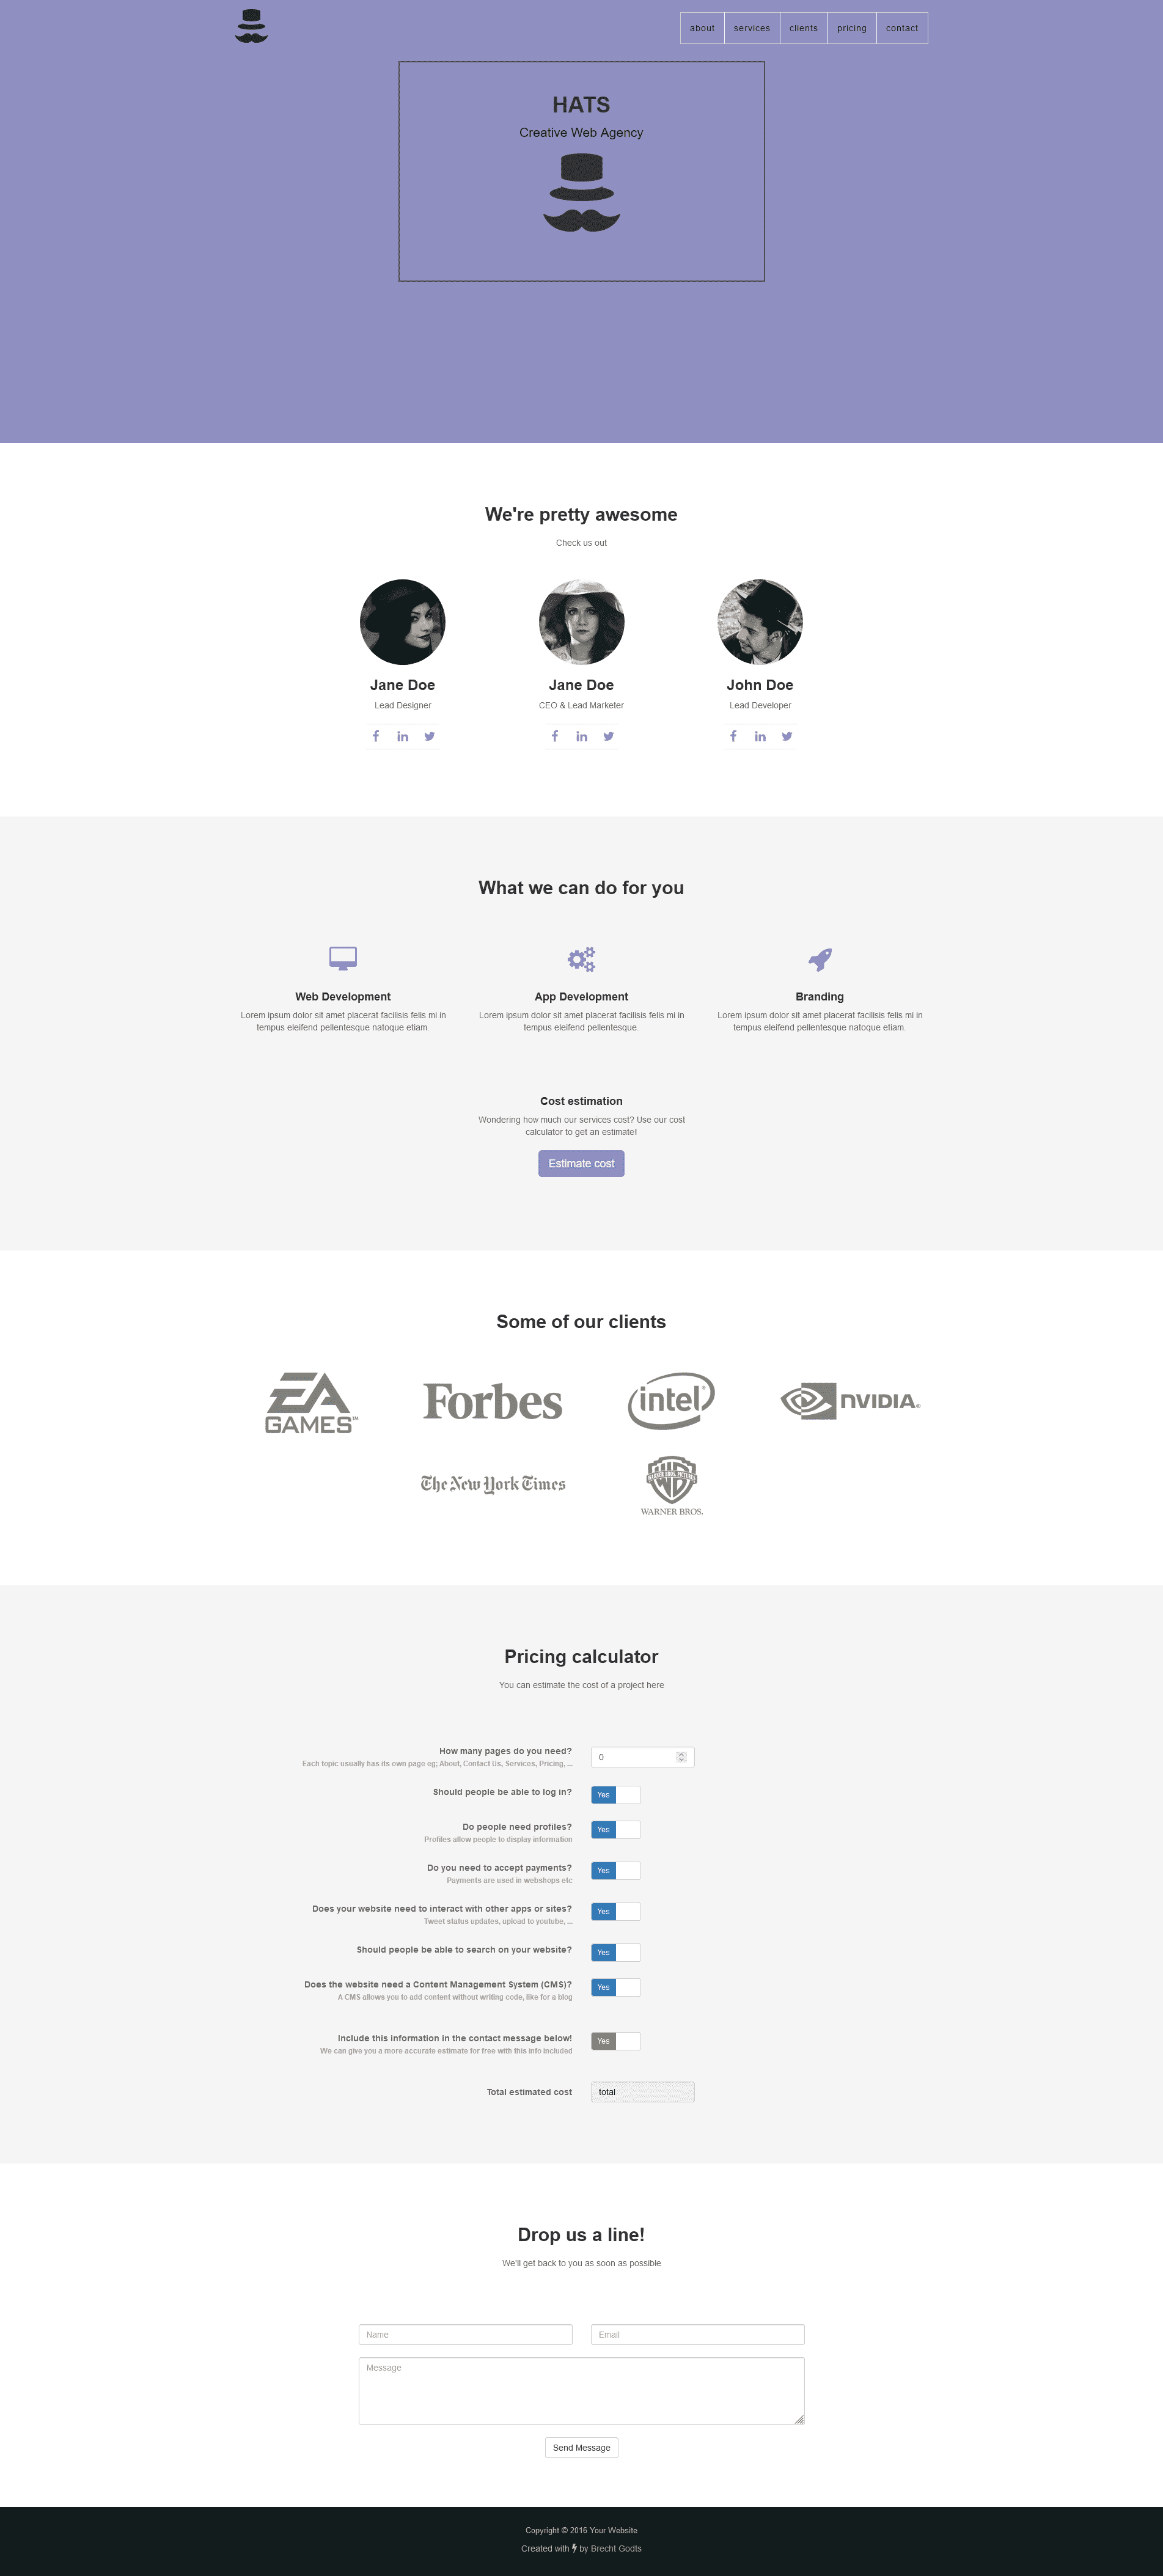 about services clients pricing contact
HATS
Creative Web Agency
We're pretty awesome
Check us out
Jane Doe Jane Doe John Doe
Lead Designer CEO & Lead Marketer Lead Developer
What we can do for you
Web Development App Development Branding
Lorem ipsum dolor sit amet placerat facilisis felis mi in Lorem ipsum dolor sit amet placerat facilisis felis mi in Lorem ipsum dolor sit amet placerat facilisis felis mi in
tempus eleifend pellentesque natoque etiam. tempus eleifend pellentesque. tempus eleifend pellentesque natoque etiam.
Cost estimation
Wondering how much our services cost? Use our cost
calculator to get an estimate!
Estimate cost
Some of our clients
EA
GAMES™
Forbes
intel®
NVIDIA®
The New York Times
WARNER BROS. PICTURES
WB
WARNER BROS.
Pricing calculator
You can estimate the cost of a project here
How many pages do you need?
Each topic usually has its own page eg; About, Contact Us, Services, Pricing, ...
0
Should people be able to log in? Yes
Do people need profiles? Yes
Profiles allow people to display information
Do you need to accept payments? Yes
Payments are used in webshops etc
Does your website need to interact with other apps or sites? Yes
Tweet status updates, upload to youtube, ...
Should people be able to search on your website? Yes
Does the website need a Content Management System (CMS)? Yes
A CMS allows you to add content without writing code, like for a blog
Include this information in the contact message below! Yes
We can give you a more accurate estimate for free with this info included
Total estimated cost total
Drop us a line!
We'll get back to you as soon as possible
Name Email
Message
Send Message
Copyright © 2016 Your Website
Created with by Brecht Godts